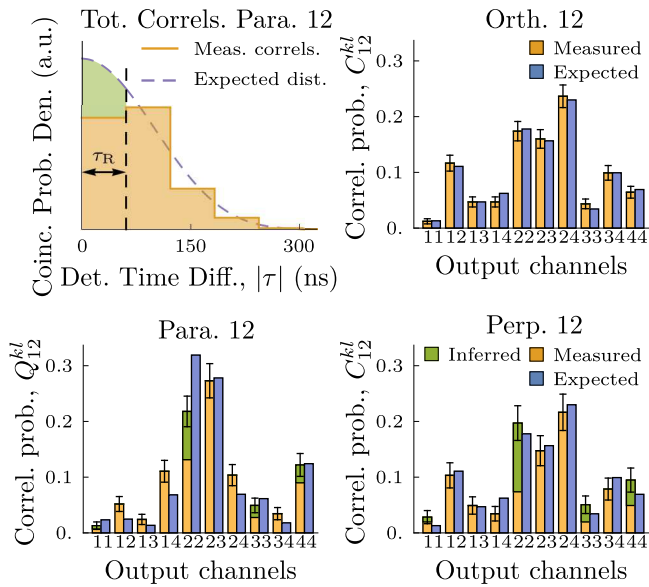 Tot. Correls. Para. 12
Coinc. Prob. Den. (a.u.)
Meas. correls.
Expected dist.
τR
0 150 300
Det. Time Diff., |τ| (ns)
Orth. 12
Correl. prob., C₁₂ᵏˡ
Measured
Expected
0.3
0.2
0.1
0.
11 12 13 14 22 23 24 33 34 44
Output channels
Para. 12
Correl. prob., Q₁₂ᵏˡ
0.3
0.2
0.1
0.
11 12 13 14 22 23 24 33 34 44
Output channels
Perp. 12
Correl. prob., C₁₂ᵏˡ
Inferred
Measured
Expected
0.3
0.2
0.1
0.
11 12 13 14 22 23 24 33 34 44
Output channels